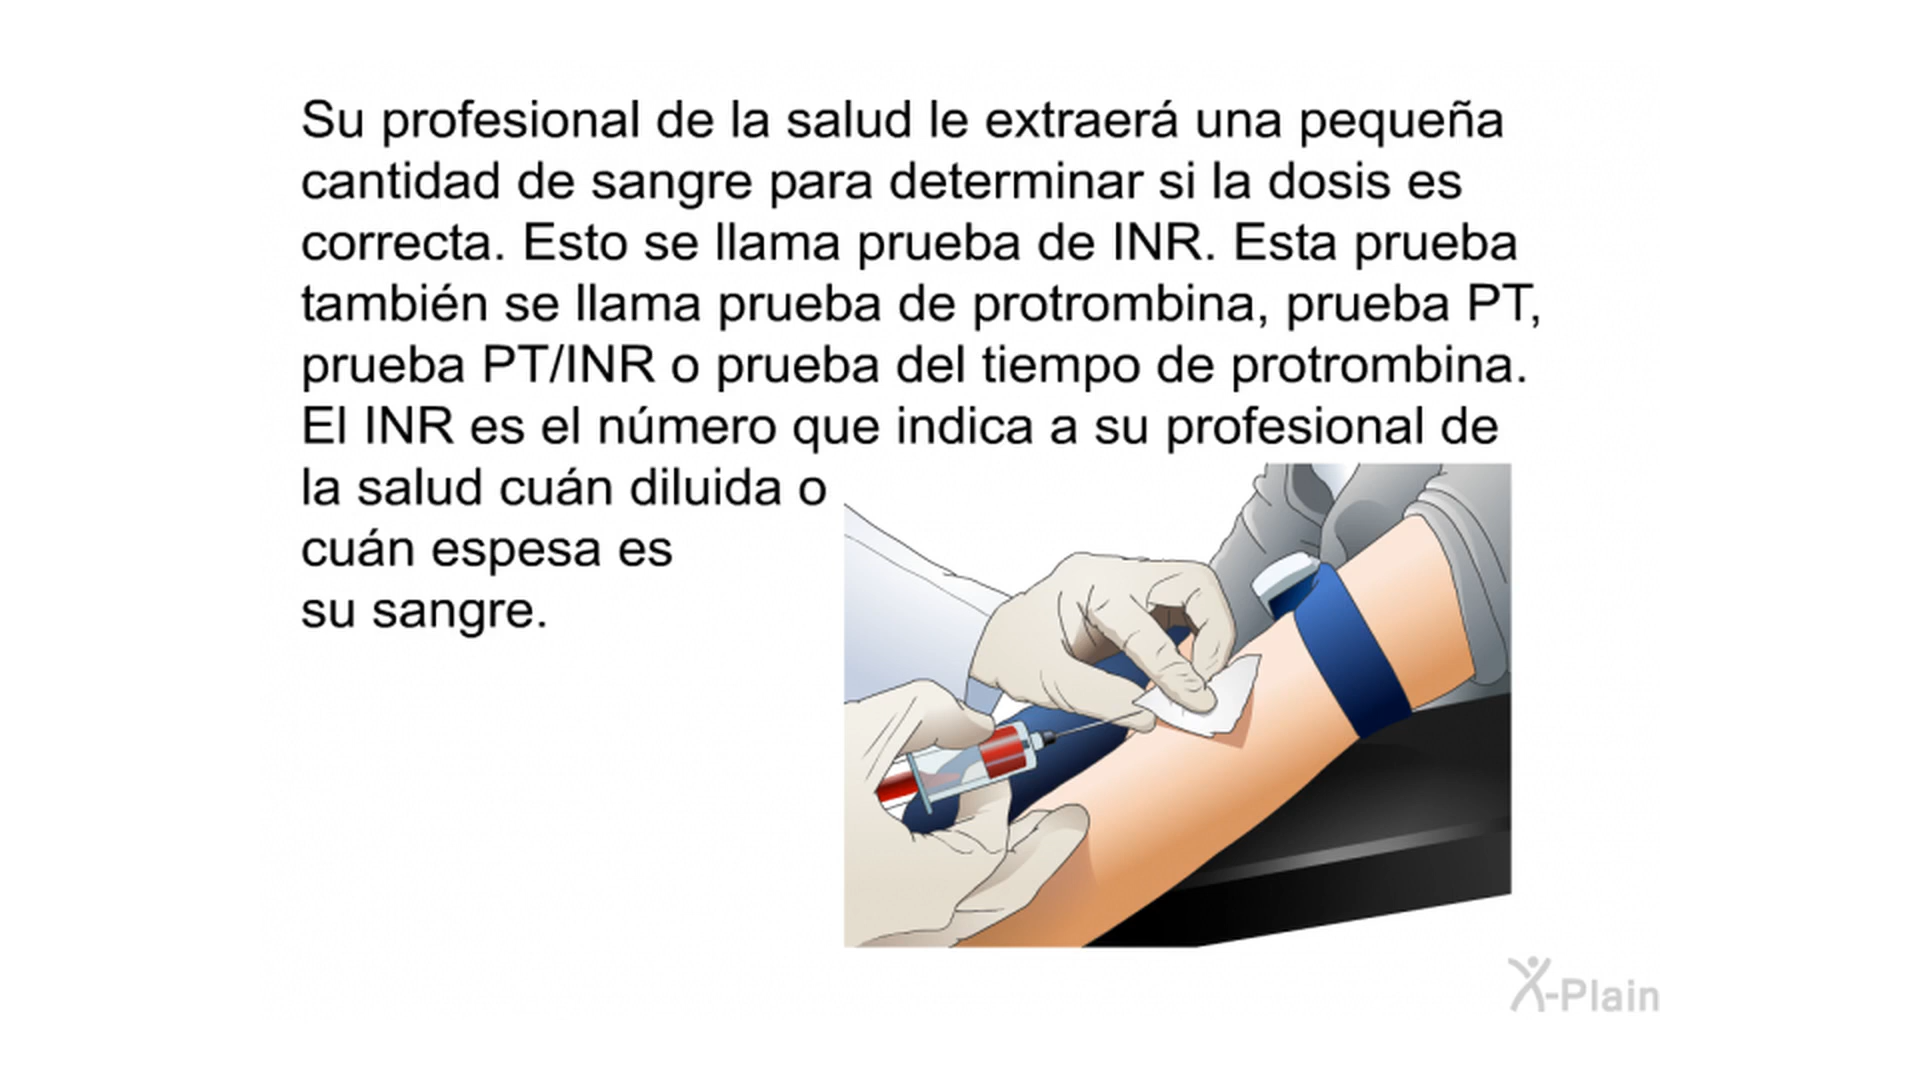 Su profesional de la salud le extraerá una pequeña
cantidad de sangre para determinar si la dosis es
correcta. Esto se llama prueba de INR. Esta prueba
también se llama prueba de protrombina, prueba PT,
prueba PT/INR o prueba del tiempo de protrombina.
El INR es el número que indica a su profesional de
la salud cuán diluida o
cuán espesa es
su sangre.
X-Plain